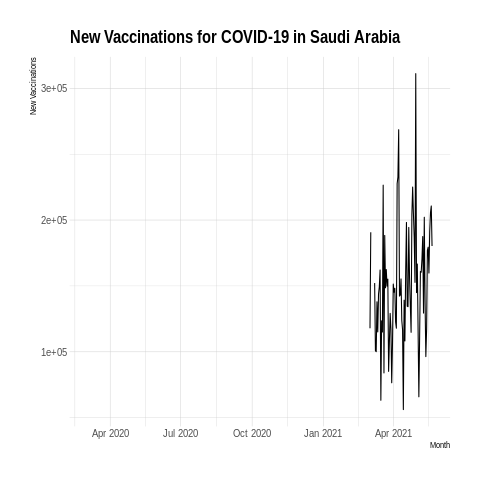 New Vaccinations for COVID-19 in Saudi Arabia
New Vaccinations
3e+05
2e+05
1e+05
Apr 2020 Jul 2020 Oct 2020 Jan 2021 Apr 2021
Month